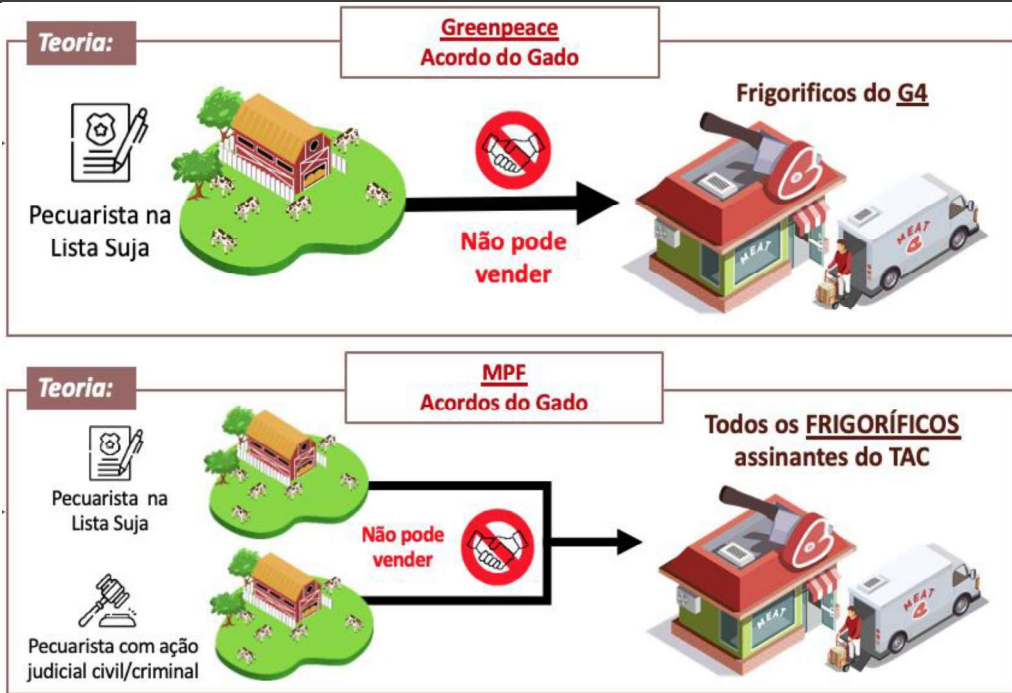 Teoria:
Greenpeace
Acordo do Gado
Pecuarista na
Lista Suja
Não pode
vender
Frigorificos do G4
MEAT
MEAT
Teoria:
MPF
Acordos do Gado
Pecuarista na
Lista Suja
Pecuarista com ação
judicial civil/criminal
Não pode
vender
Todos os FRIGORÍFICOS
assinantes do TAC
MEAT
MEAT